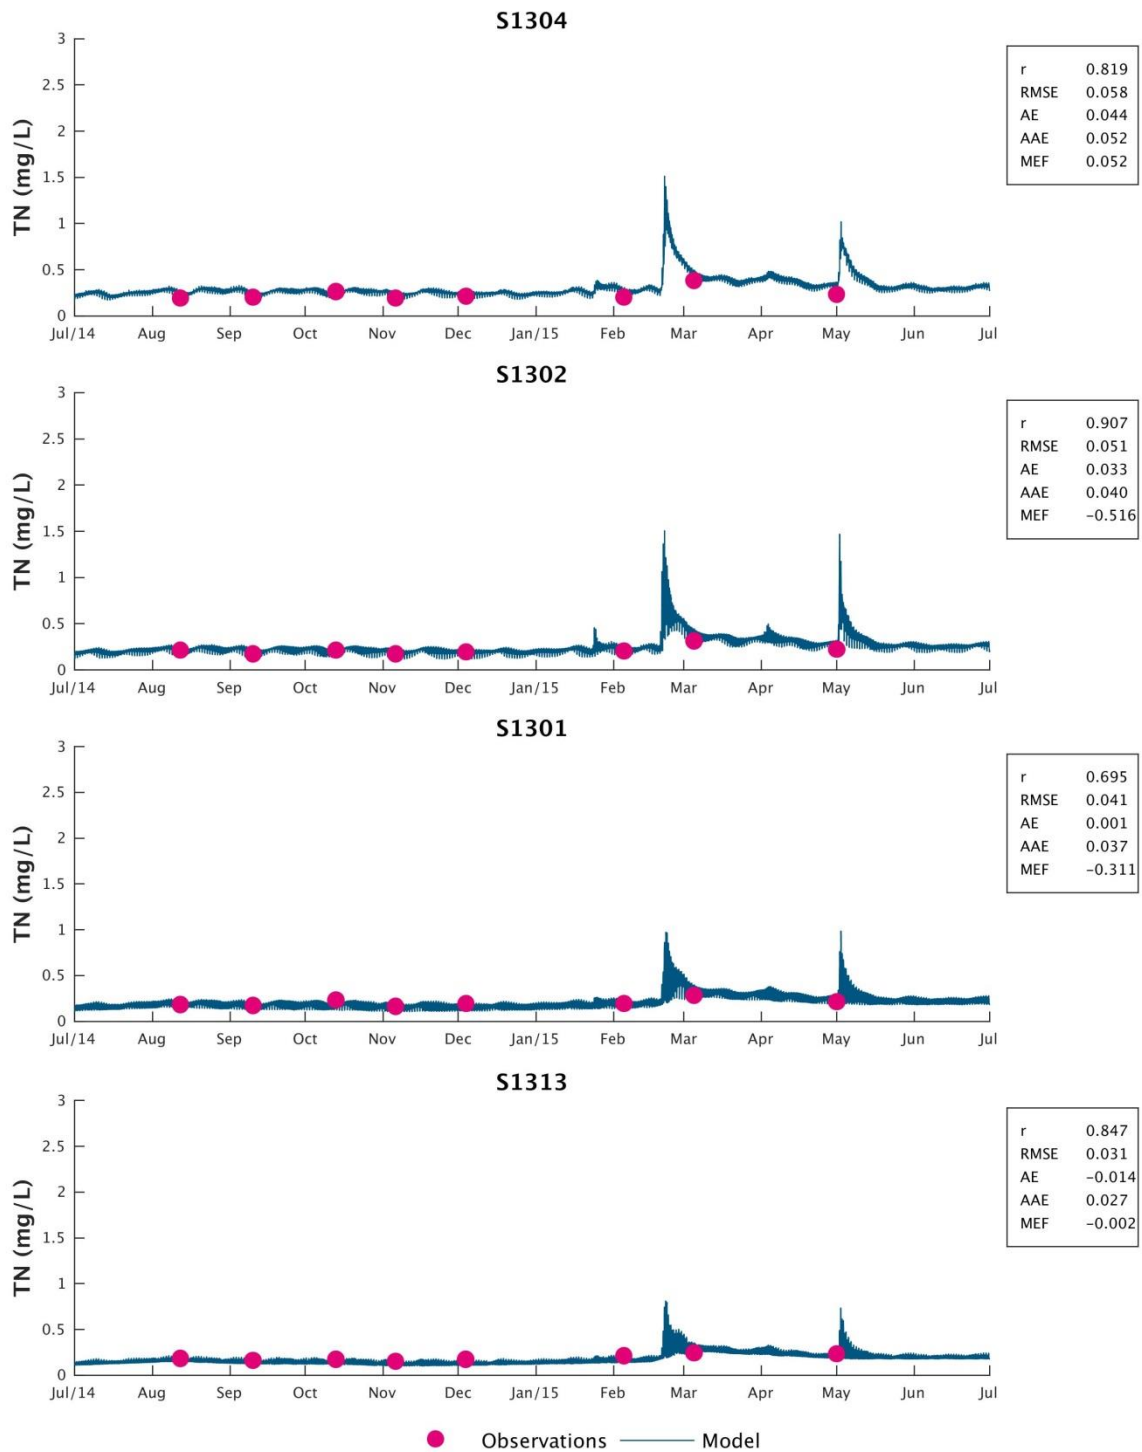 S1304
3
2.5
2
1.5
1
0.5
0
TN (mg/L)
Jul/14 Aug Sep Oct Nov Dec Jan/15 Feb Mar Apr May Jun Jul
r 0.819
RMSE 0.058
AE 0.044
AAE 0.052
MEF 0.052
S1302
3
2.5
2
1.5
1
0.5
0
TN (mg/L)
Jul/14 Aug Sep Oct Nov Dec Jan/15 Feb Mar Apr May Jun Jul
r 0.907
RMSE 0.051
AE 0.033
AAE 0.040
MEF −0.516
S1301
3
2.5
2
1.5
1
0.5
0
TN (mg/L)
Jul/14 Aug Sep Oct Nov Dec Jan/15 Feb Mar Apr May Jun Jul
r 0.695
RMSE 0.041
AE 0.001
AAE 0.037
MEF −0.311
S1313
3
2.5
2
1.5
1
0.5
0
TN (mg/L)
Jul/14 Aug Sep Oct Nov Dec Jan/15 Feb Mar Apr May Jun Jul
r 0.847
RMSE 0.031
AE −0.014
AAE 0.027
MEF −0.002
Observations Model